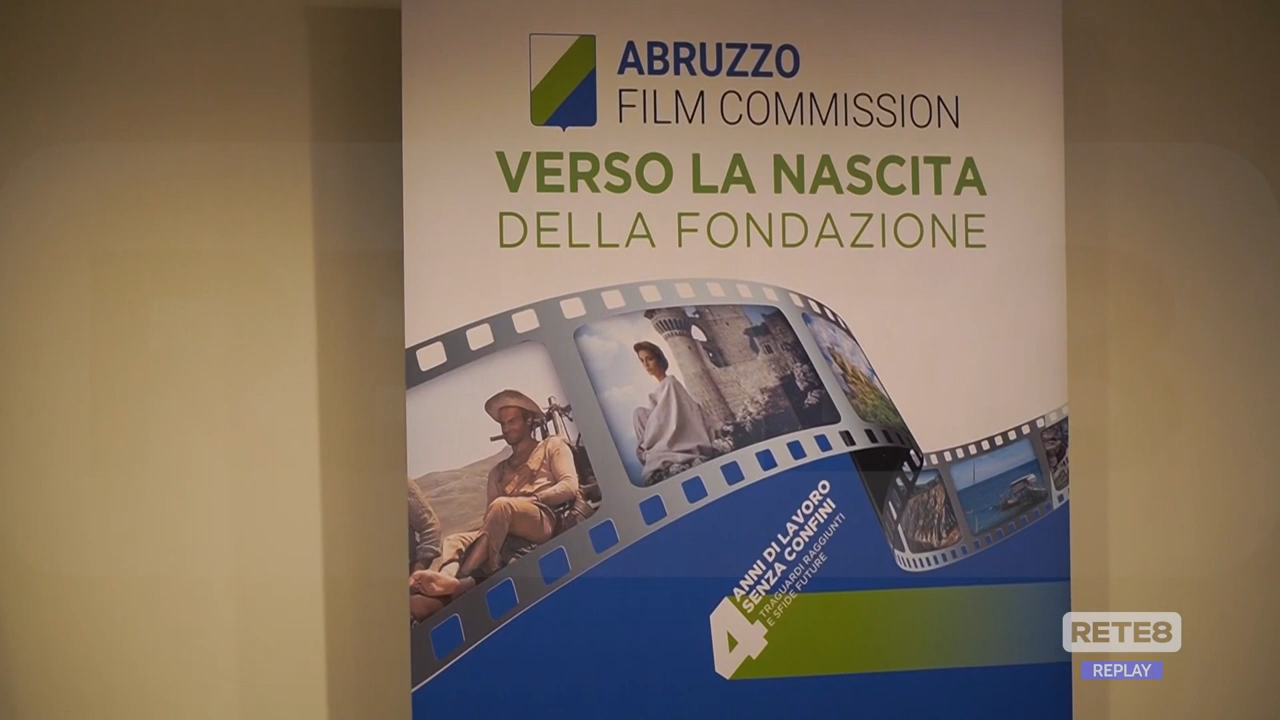 ABRUZZO
FILM COMMISSION
VERSO LA NASCITA
DELLA FONDAZIONE
4
ANNI DI LAVORO
SENZA CONFINI
TRAGUARDI RAGGIUNTI
E SFIDE FUTURE
RETE8
REPLAY